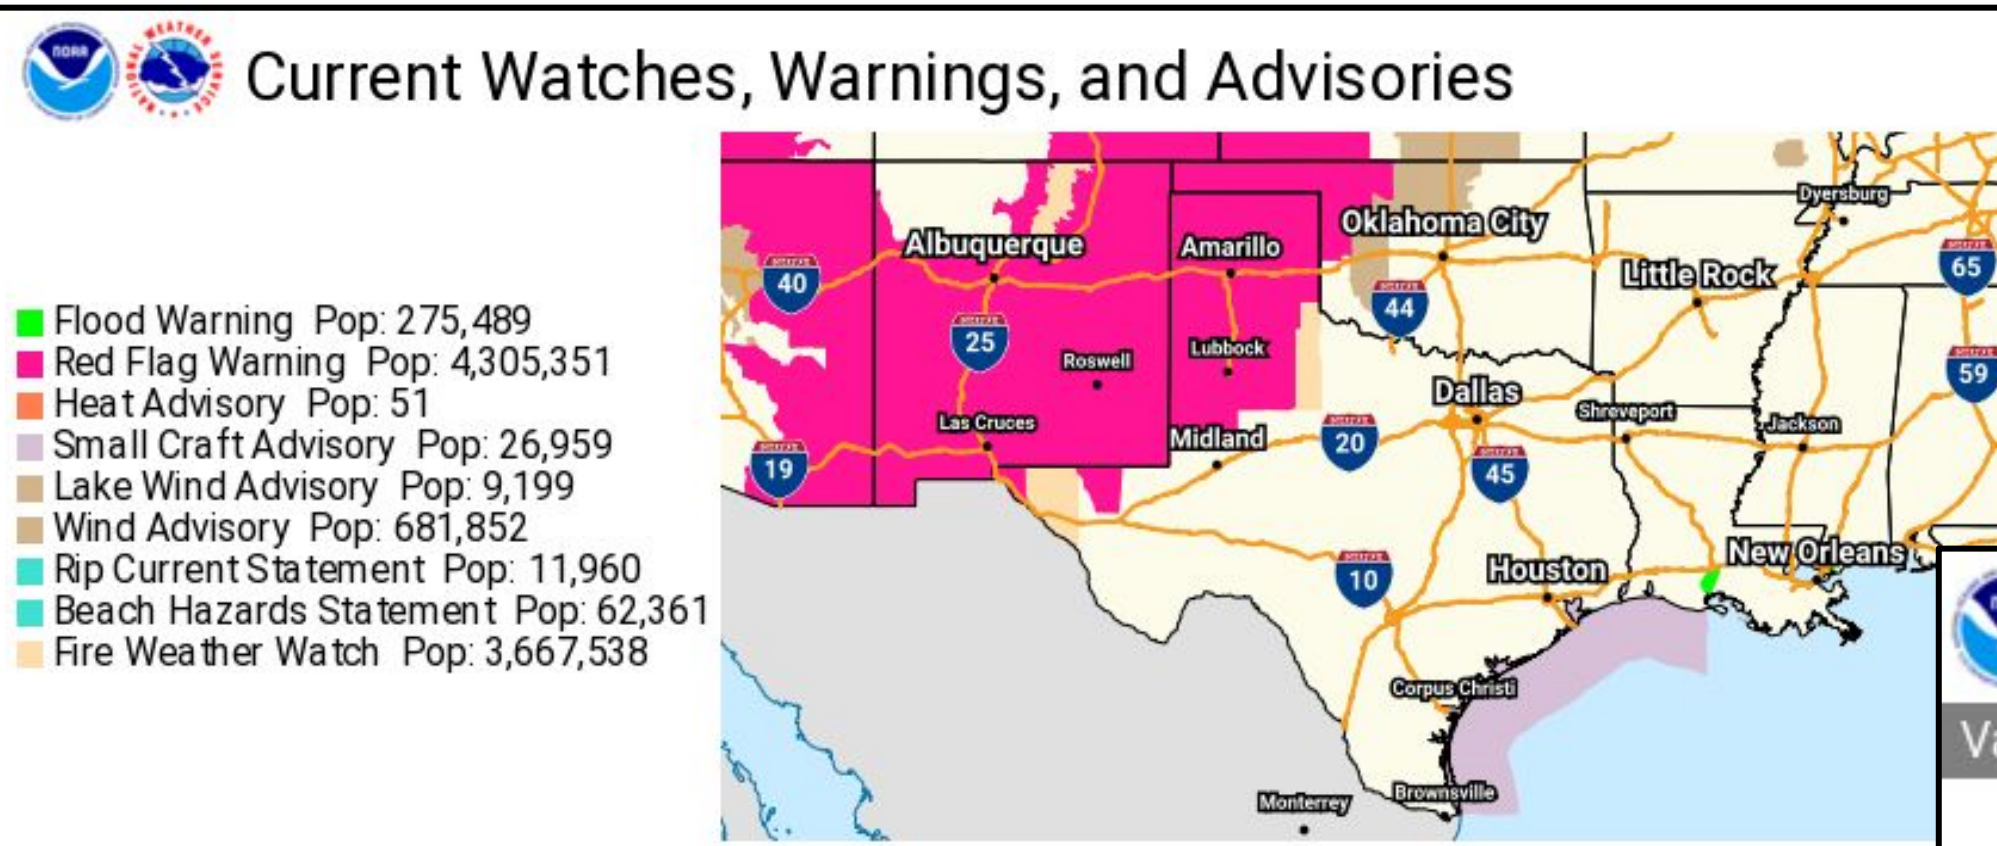 NOAA
NATIONAL WEATHER SERVICE
Current Watches, Warnings, and Advisories
Flood Warning Pop: 275,489
Red Flag Warning Pop: 4,305,351
Heat Advisory Pop: 51
Small Craft Advisory Pop: 26,959
Lake Wind Advisory Pop: 9,199
Wind Advisory Pop: 681,852
Rip Current Statement Pop: 11,960
Beach Hazards Statement Pop: 62,361
Fire Weather Watch Pop: 3,667,538
Dyersburg
Oklahoma City
Albuquerque
Amarillo
65
40
Little Rock
44
25
Roswell
Lubbock
59
Dallas
Las Cruces
Shreveport
Jackson
Midland
20
19
45
New Orleans
10
Houston
Corpus Christi
Brownsville
Monterrey